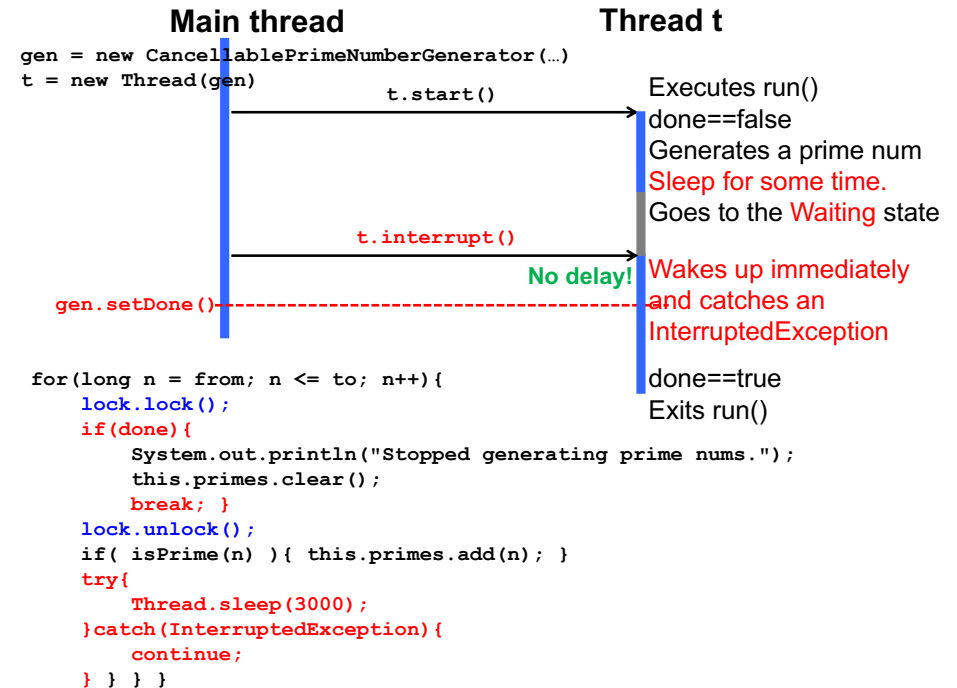 Main thread
Thread t
gen = new CancellablePrimeNumberGenerator(…)
t = new Thread(gen)
t.start()
Executes run()
done==false
Generates a prime num
Sleep for some time.
Goes to the Waiting state
t.interrupt()
No delay!
Wakes up immediately
and catches an
InterruptedException
gen.setDone()
done==true
Exits run()
for(long n = from; n <= to; n++){
lock.lock();
if(done){
System.out.println("Stopped generating prime nums.");
this.primes.clear();
break; }
lock.unlock();
if( isPrime(n) ){ this.primes.add(n); }
try{
Thread.sleep(3000);
}catch(InterruptedException){
continue;
} } } }